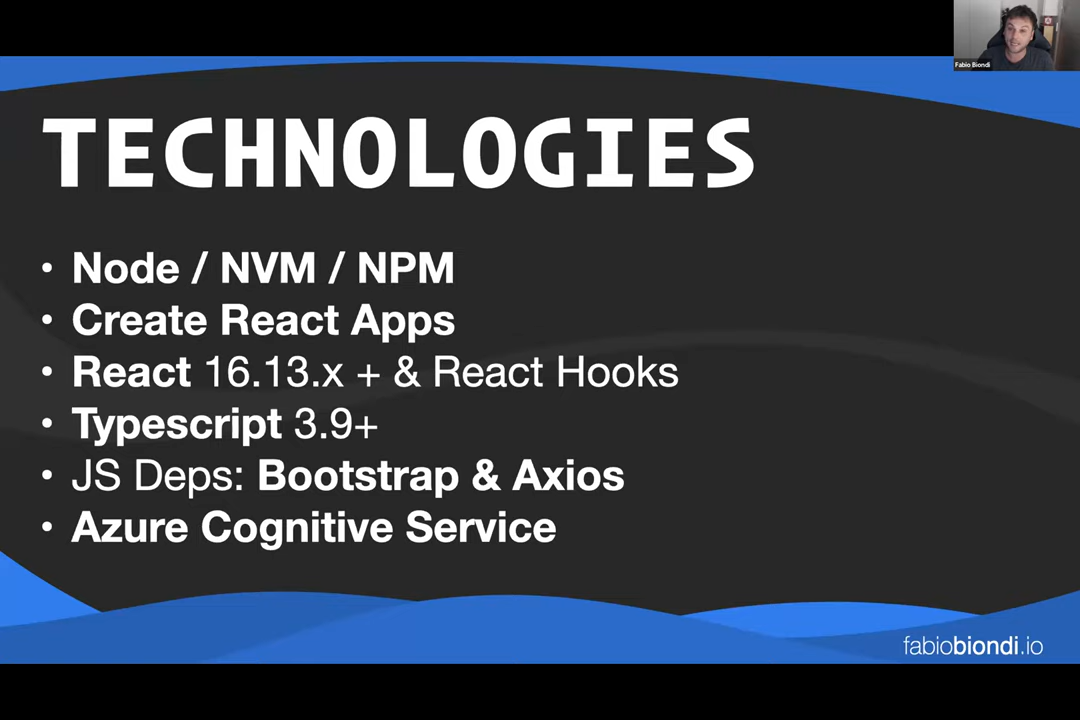 Fabio Biondi
TECHNOLOGIES
• Node / NVM / NPM
• Create React Apps
• React 16.13.x + & React Hooks
• Typescript 3.9+
• JS Deps: Bootstrap & Axios
• Azure Cognitive Service
fabiobiondi.io